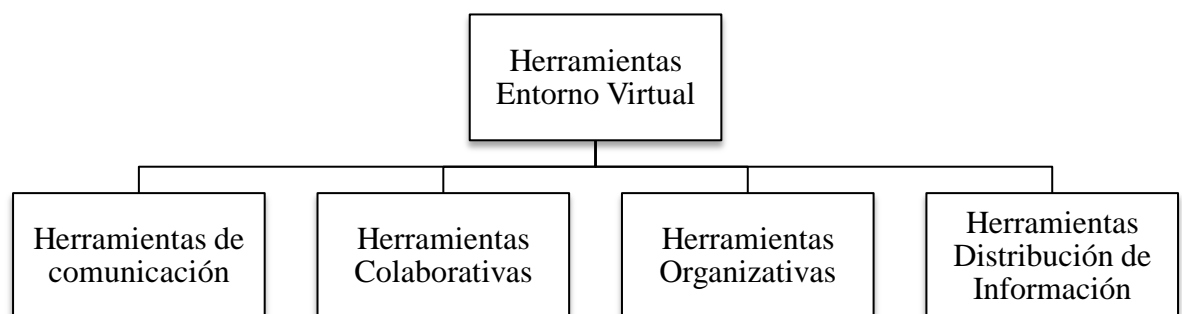 Herramientas
Entorno Virtual
Herramientas de
comunicación
Herramientas
Colaborativas
Herramientas
Organizativas
Herramientas
Distribución de
Información